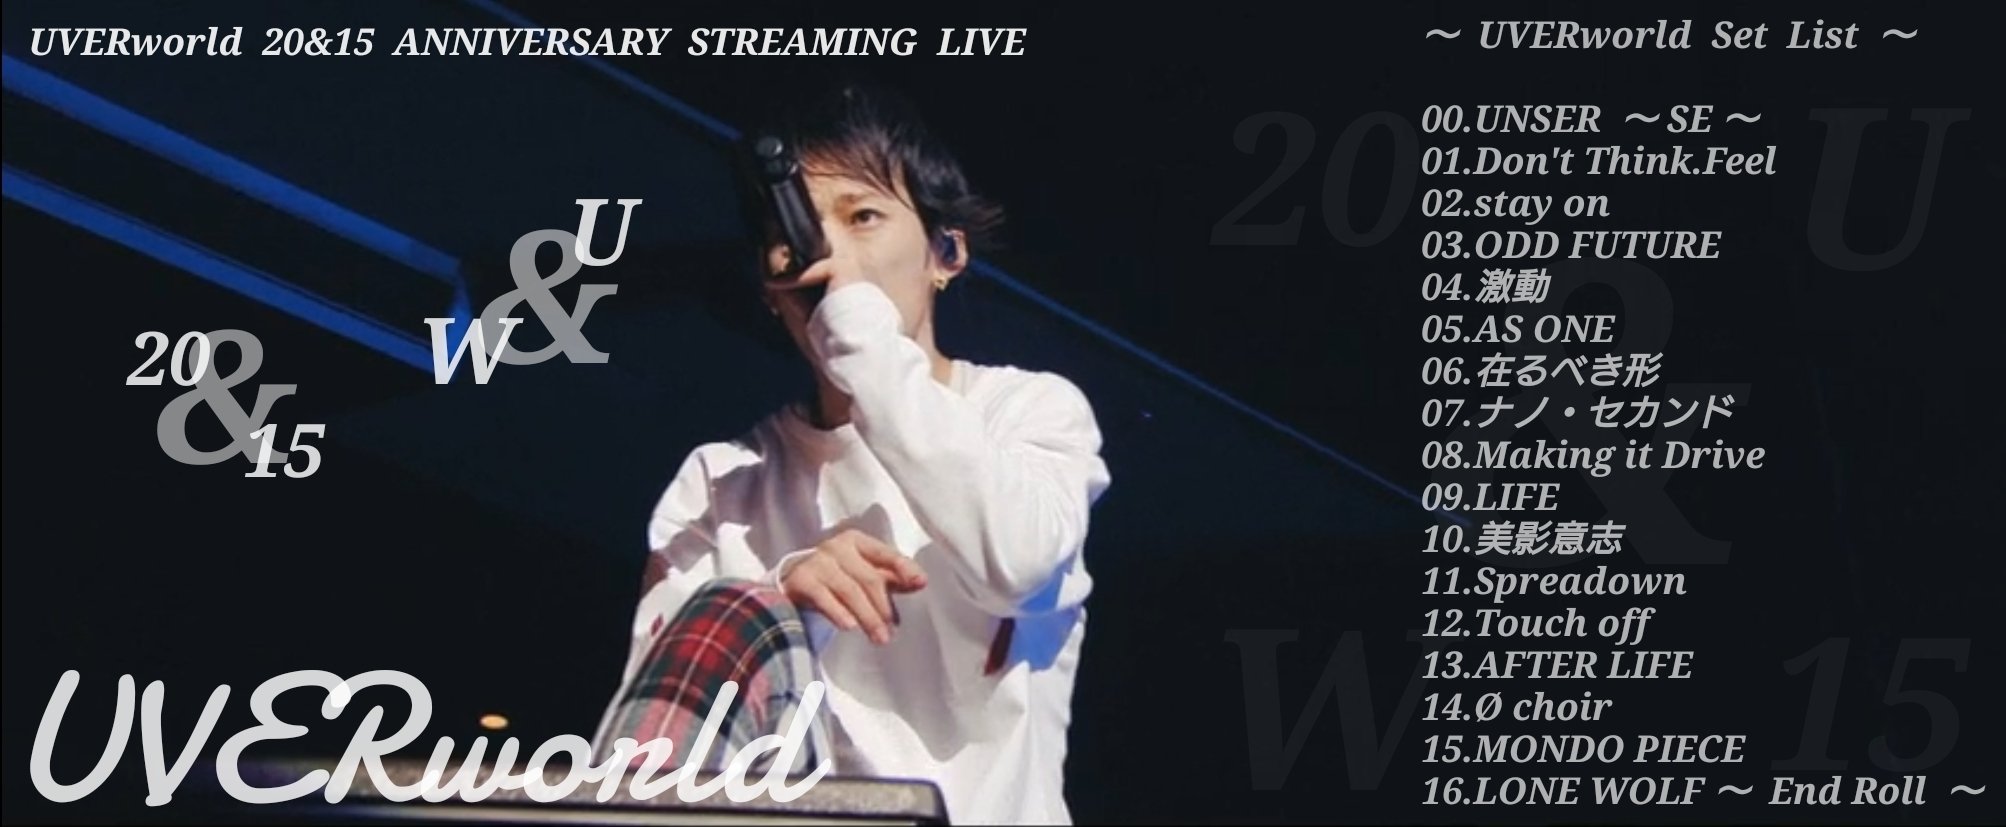 UVERworld 20&15 ANNIVERSARY STREAMING LIVE
20
&
15
W
&
U
UVERworld
～ UVERworld Set List ～
00.UNSER ～ SE ～
01.Don't Think.Feel
02.stay on
03.ODD FUTURE
04.激動
05.AS ONE
06.在るべき形
07.ナノ・セカンド
08.Making it Drive
09.LIFE
10.美影意志
11.Spreadown
12.Touch off
13.AFTER LIFE
14.Ø choir
15.MONDO PIECE
16.LONE WOLF ～ End Roll ～
20
U
&
W
15